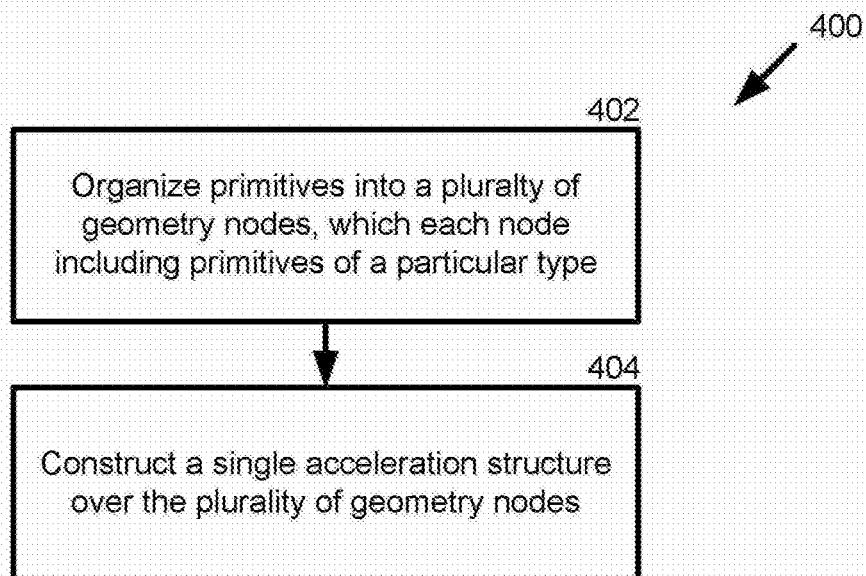 400
402
Organize primitives into a pluralty of
geometry nodes, which each node
including primitives of a particular type
404
Construct a single acceleration structure
over the plurality of geometry nodes